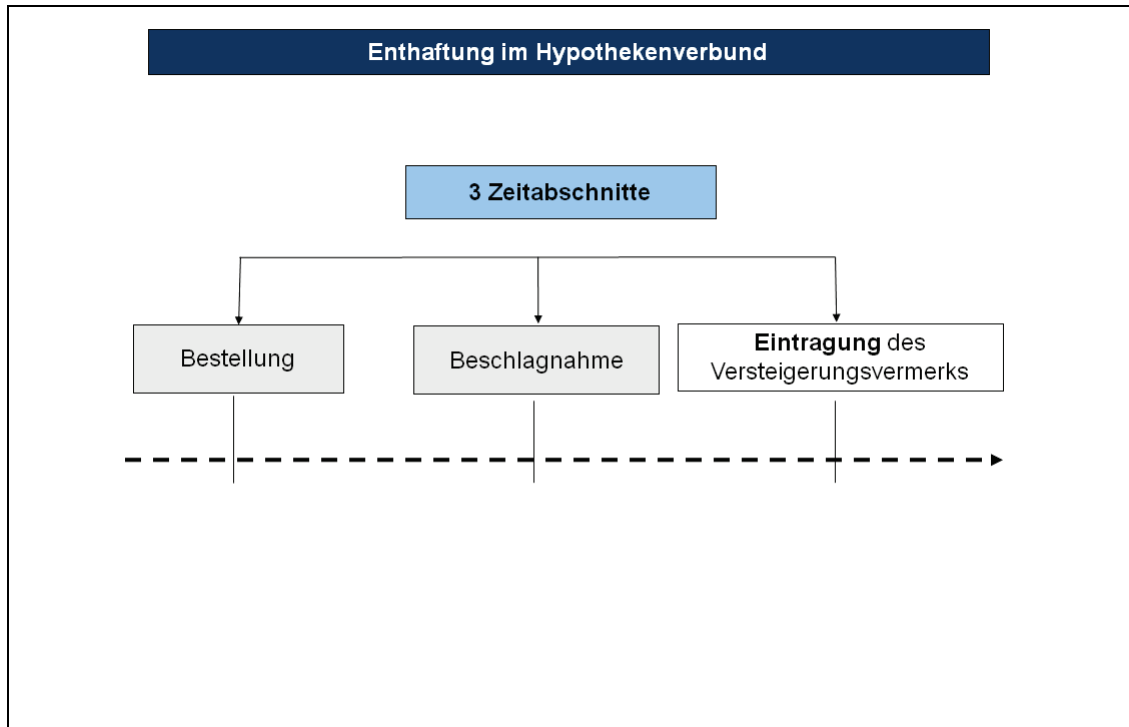 Enthaftung im Hypothekenverbund
3 Zeitabschnitte
Bestellung
Beschlagnahme
Eintragung des
Versteigerungsvermerks